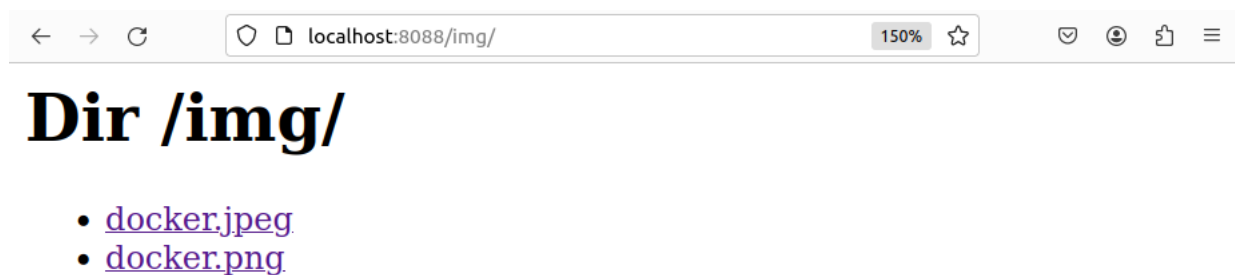 localhost:8088/img/
150%
Dir /img/
docker.jpeg
docker.png